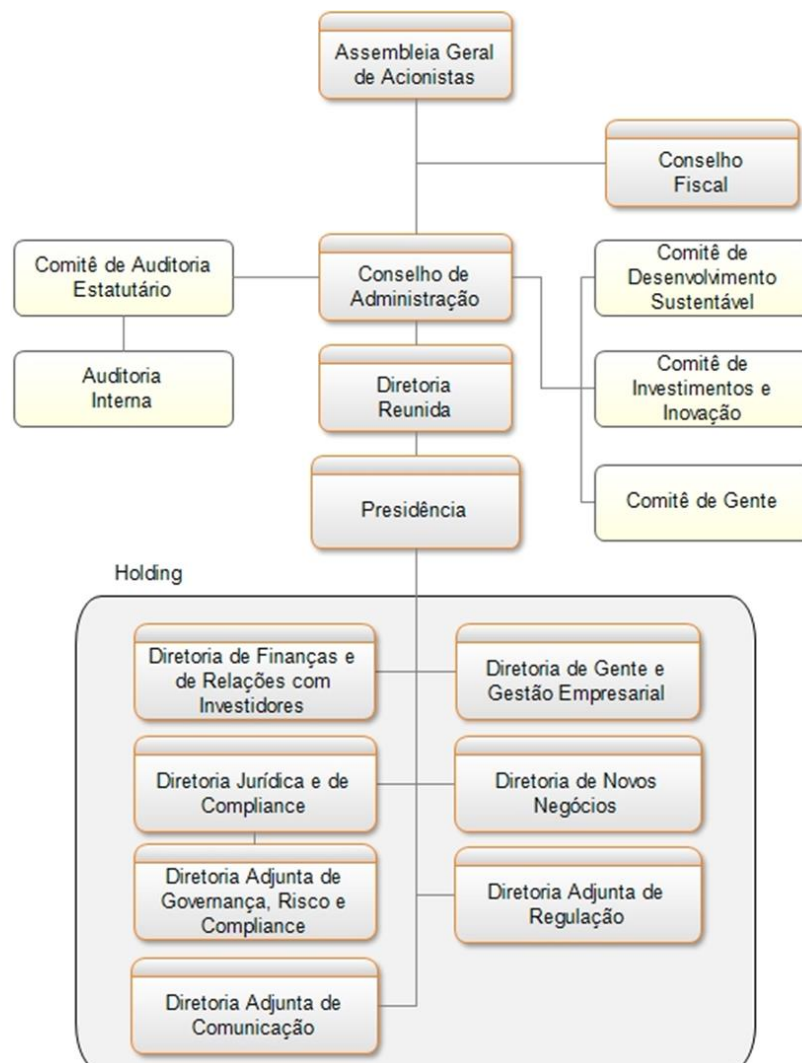 Assembleia Geral
de Acionistas
Conselho
Fiscal
Comitê de Auditoria
Estatutário
Conselho de
Administração
Comitê de
Desenvolvimento
Sustentável
Auditoria
Interna
Diretoria
Reunida
Comitê de
Investimentos e
Inovação
Presidência
Comitê de Gente
Holding
Diretoria de Finanças e
de Relações com
Investidores
Diretoria de Gente e
Gestão Empresarial
Diretoria Jurídica e de
Compliance
Diretoria de Novos
Negócios
Diretoria Adjunta de
Governança, Risco e
Compliance
Diretoria Adjunta de
Regulação
Diretoria Adjunta de
Comunicação